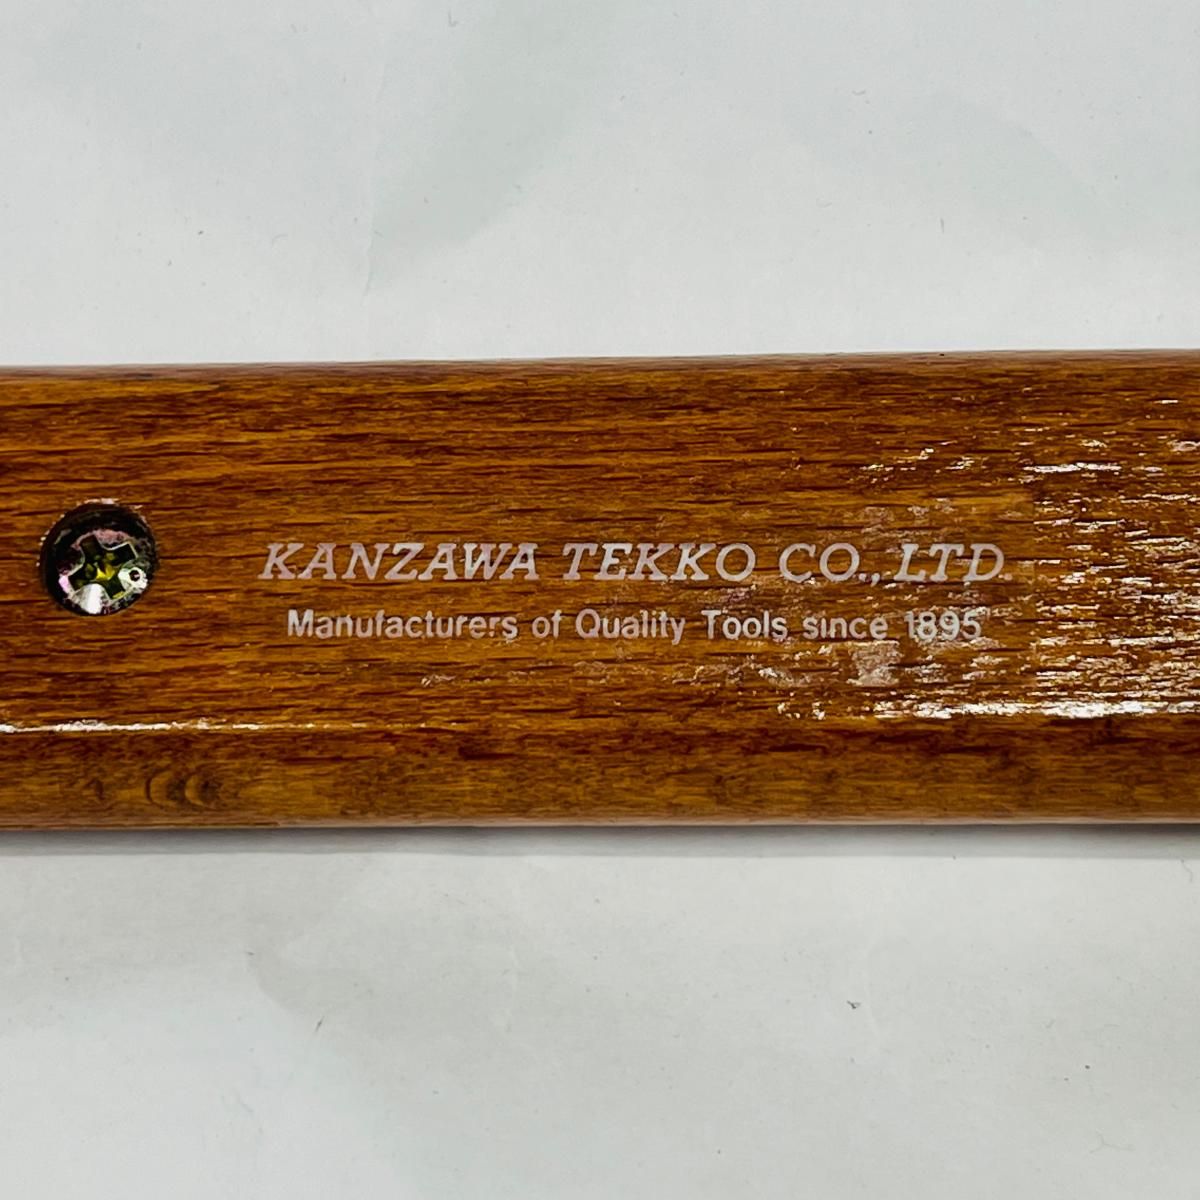 KANZAWA TEKKO CO., LTD.
Manufacturers of Quality Tools since 1895